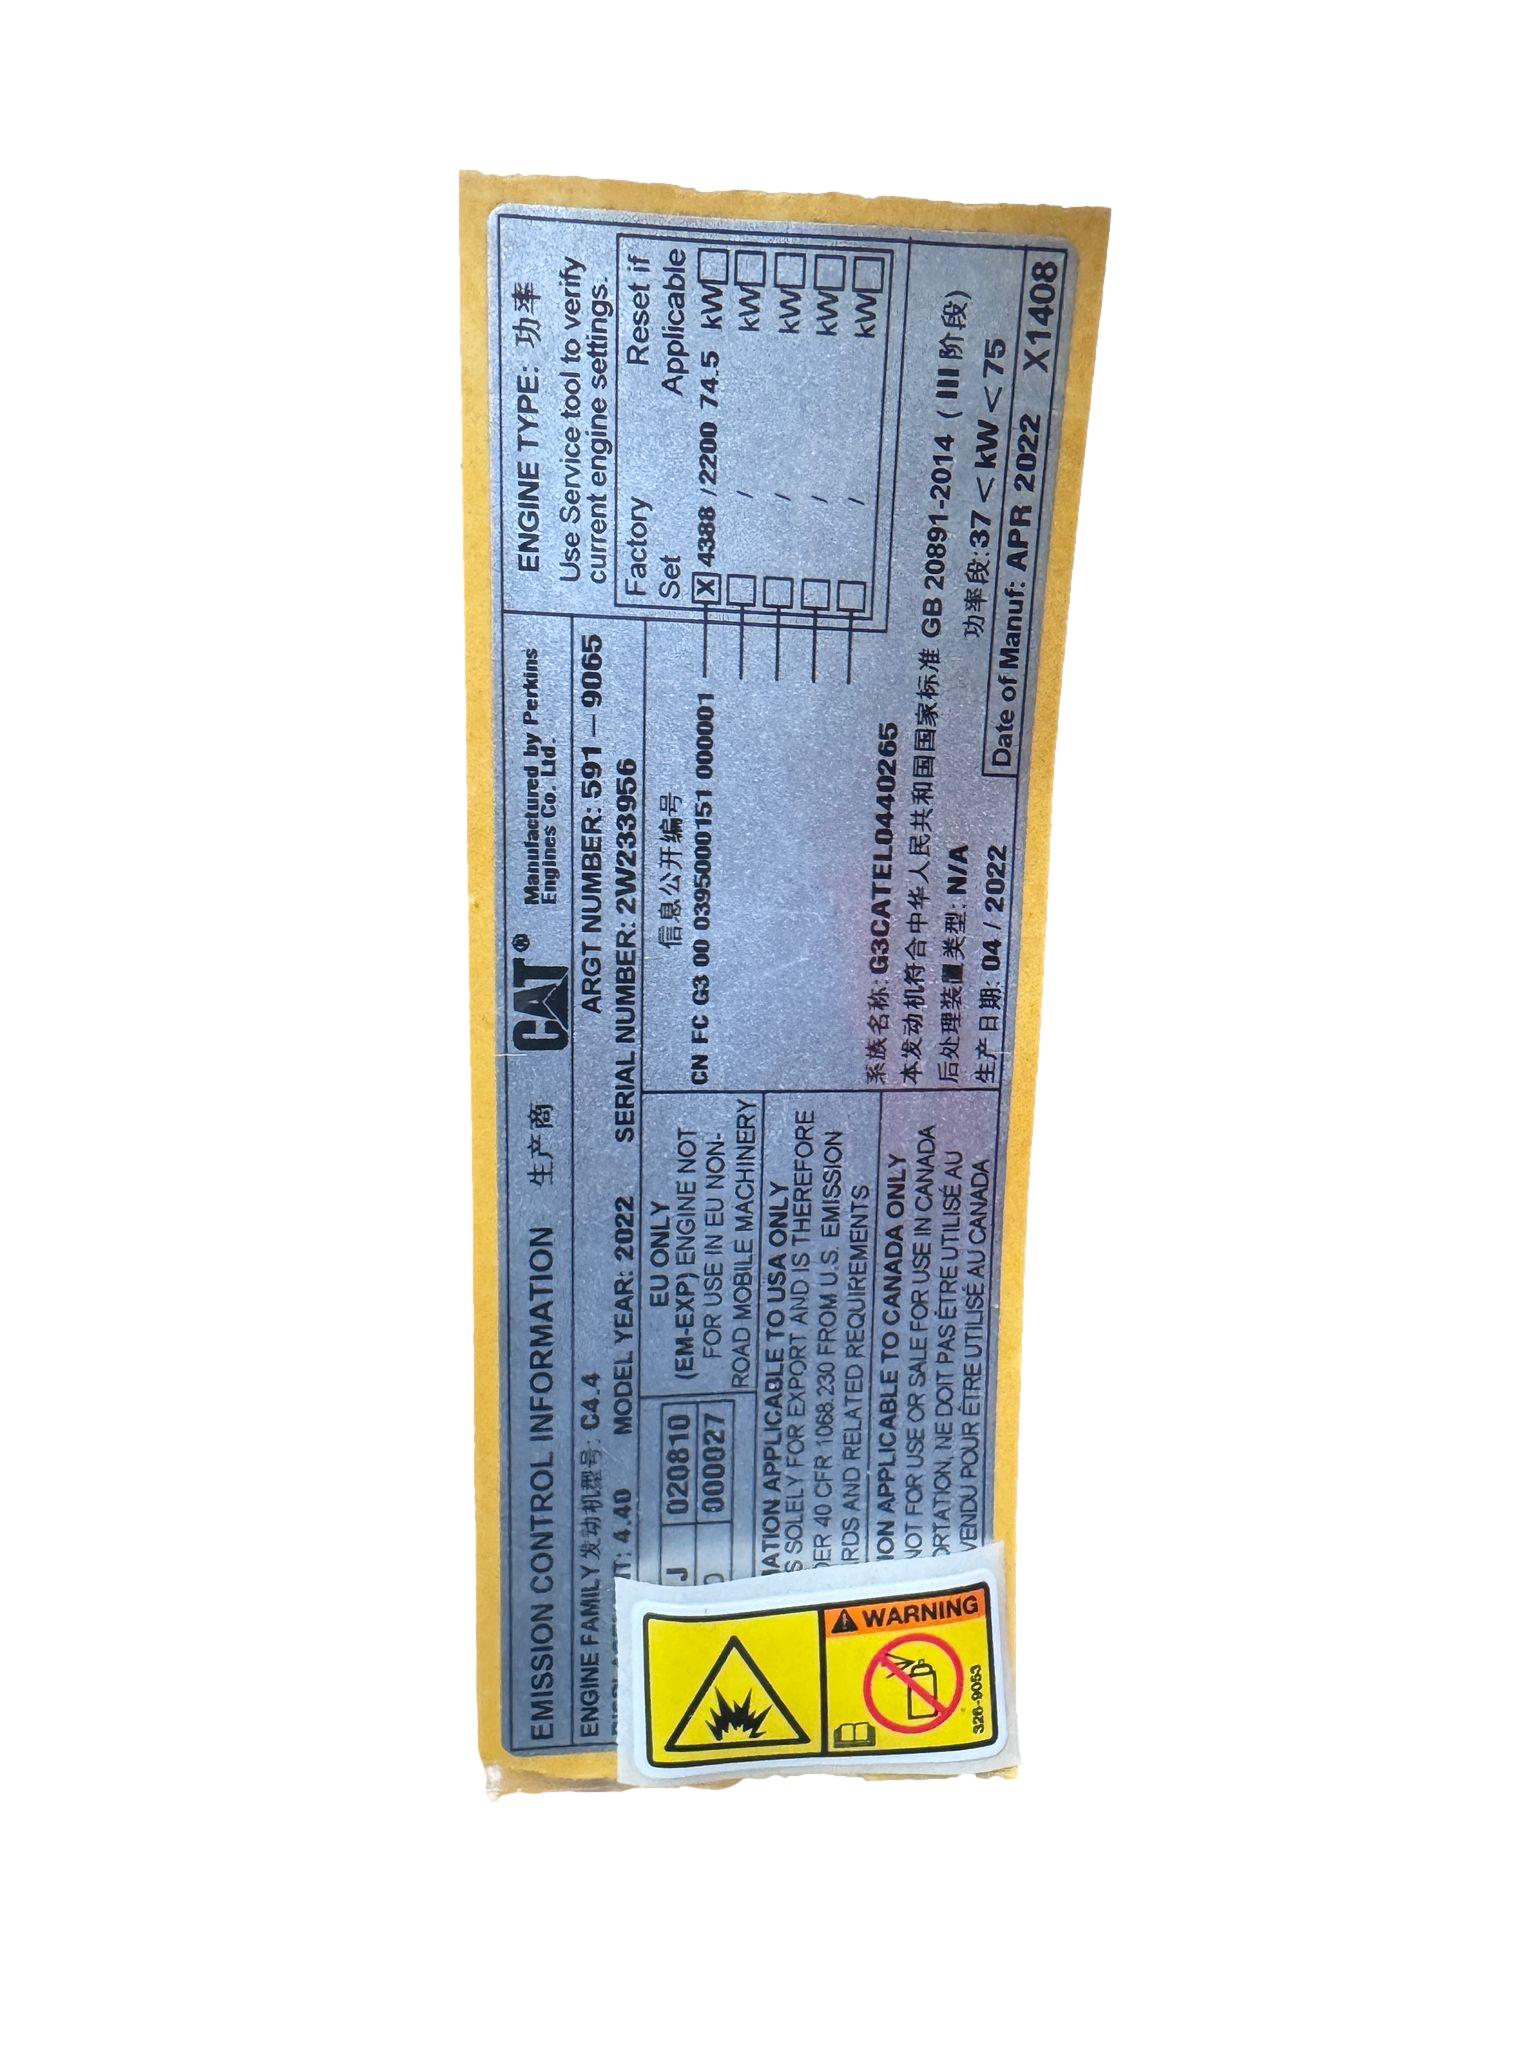 EMISSION CONTROL INFORMATION
生产商
CAT®
Manufactured by Perkins
Engines Co. Ltd.
ENGINE FAMILY 发动机型号: C4.4
ARGT NUMBER: 591-9065
T: 4.40 MODEL YEAR: 2022 SERIAL NUMBER: 2W233956
J 020810
000027
EU ONLY
(EM-EXP) ENGINE NOT
FOR USE IN EU NON-
ROAD MOBILE MACHINERY
ATION APPLICABLE TO USA ONLY
S SOLELY FOR EXPORT AND IS THEREFORE
DER 40 CFR 1068.230 FROM U.S. EMISSION
RDS AND RELATED REQUIREMENTS
ION APPLICABLE TO CANADA ONLY
NOT FOR USE OR SALE FOR USE IN CANADA
ORTATION, NE DOIT PAS ÊTRE UTILISÉ AU
VENDU POUR ÊTRE UTILISÉ AU CANADA
信息公开编号
CN FC G3 00 0395000151 000001
系族名称: G3CATEL0440265
本发动机符合中华人民共和国国家标准 GB 20891-2014 ( III 阶段)
后处理装置类型: N/A
功率段: 37 < kW < 75
生产日期: 04 / 2022
Date of Manuf: APR 2022 X1408
ENGINE TYPE: 功率
Use Service tool to verify
current engine settings.
Factory Reset if
Set Applicable
X 4388 /2200 74.5 kW
/ kW
/ kW
/ kW
/ kW
WARNING
326-9053